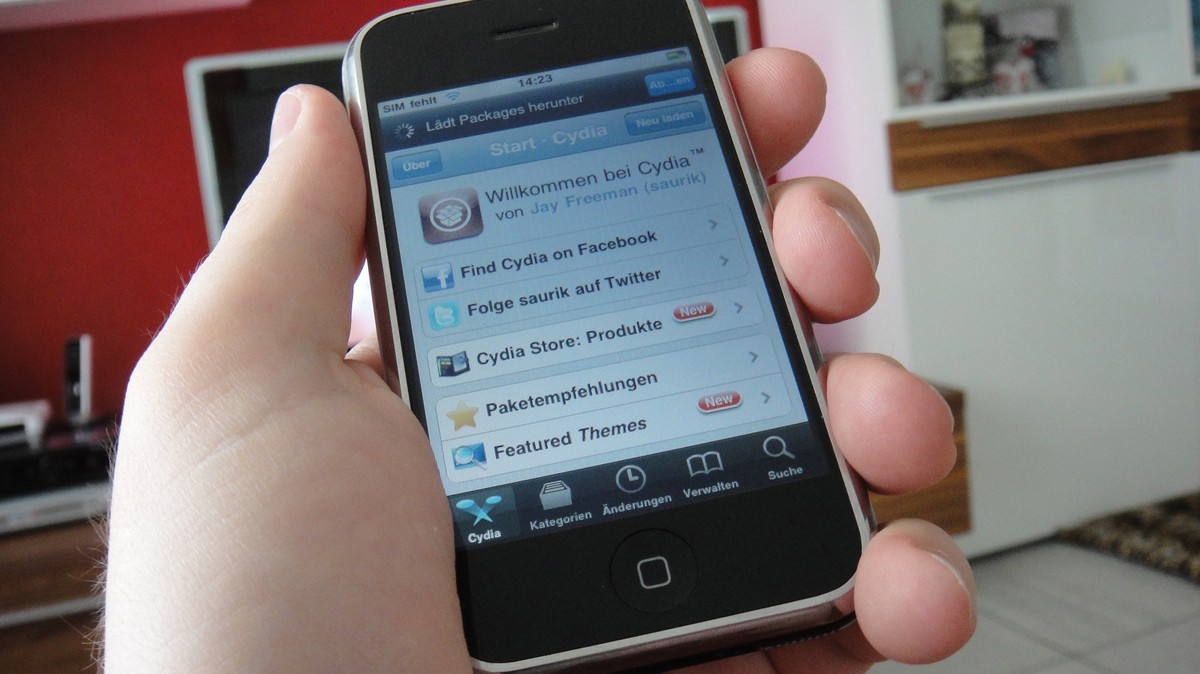 SIM fehlt 14:23
Lädt Packages herunter Ab...en
Über Start - Cydia Neu laden
Willkommen bei Cydia™
von Jay Freeman (saurik)
Find Cydia on Facebook
Folge saurik auf Twitter
Cydia Store: Produkte New
Paketempfehlungen
Featured Themes New
Cydia Kategorien Änderungen Verwalten Suche